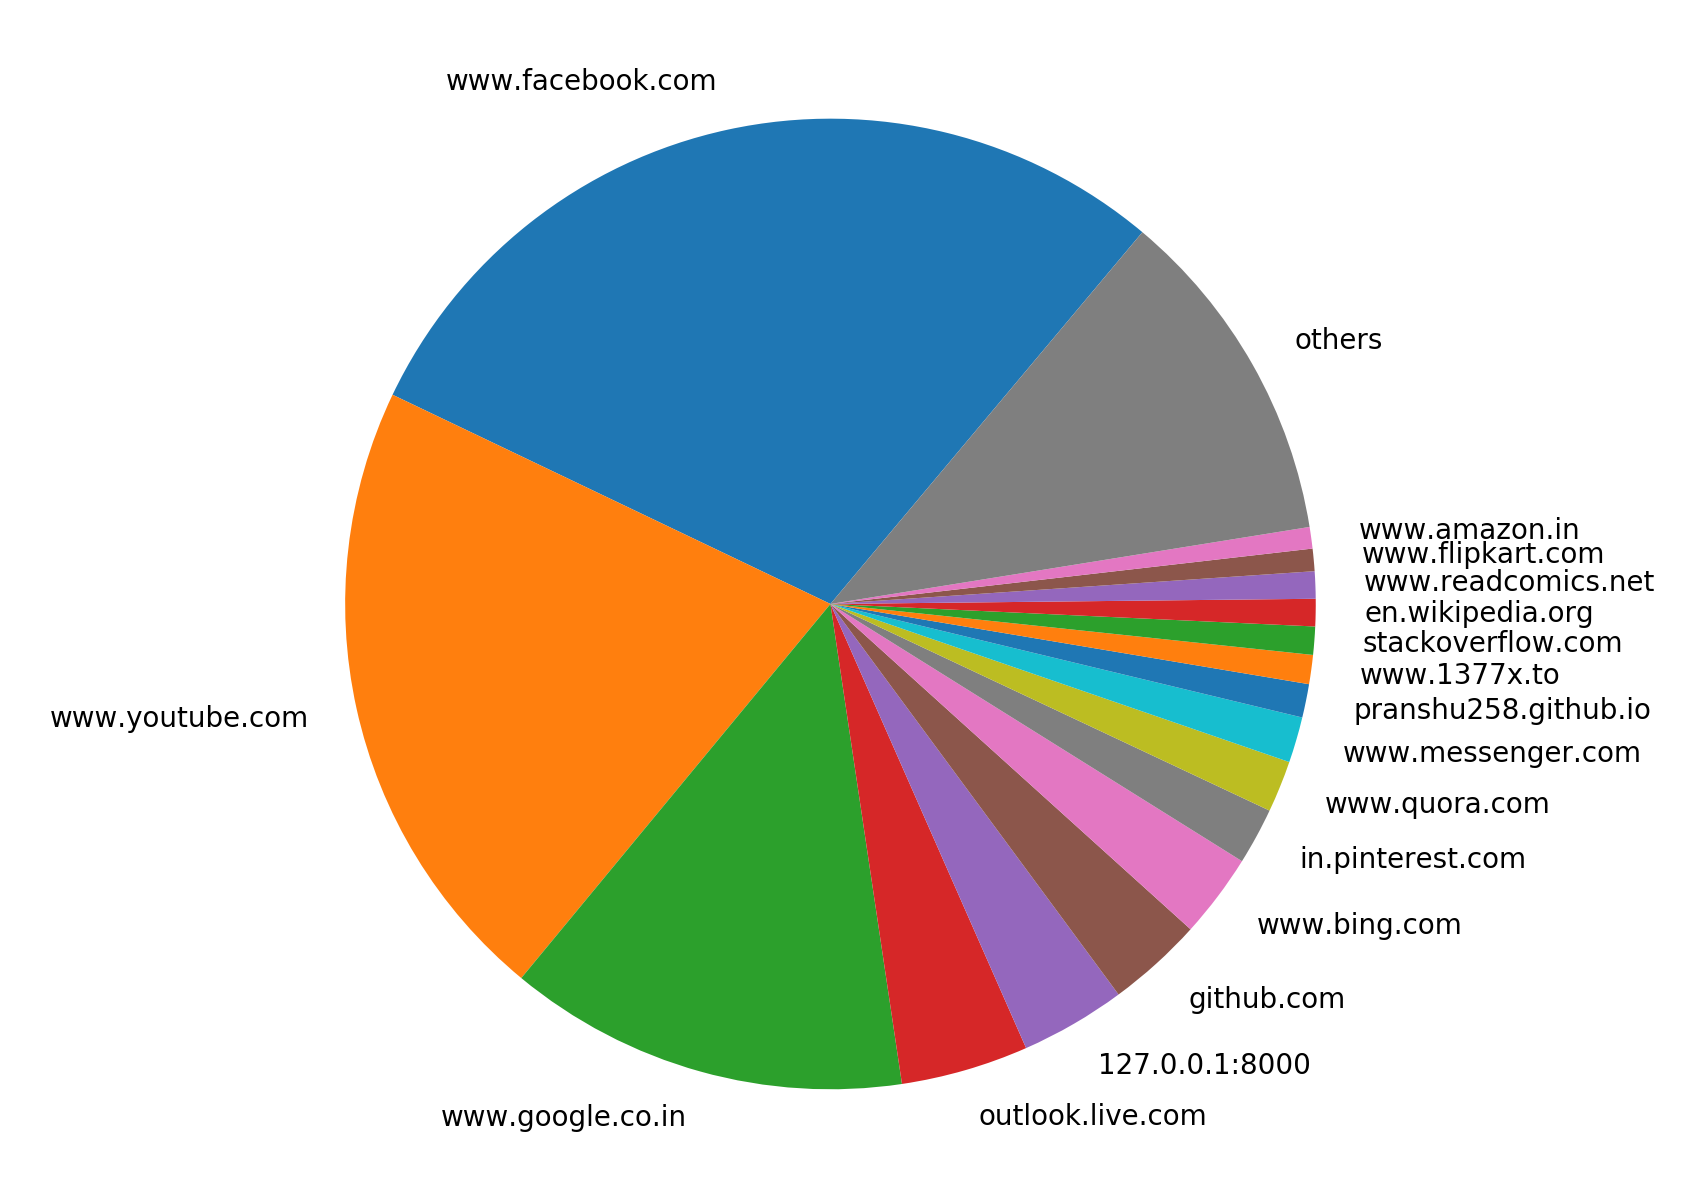 www.facebook.com
others
www.amazon.in
www.flipkart.com
www.readcomics.net
en.wikipedia.org
stackoverflow.com
www.1377x.to
pranshu258.github.io
www.youtube.com
www.messenger.com
www.quora.com
in.pinterest.com
www.bing.com
github.com
127.0.0.1:8000
www.google.co.in
outlook.live.com